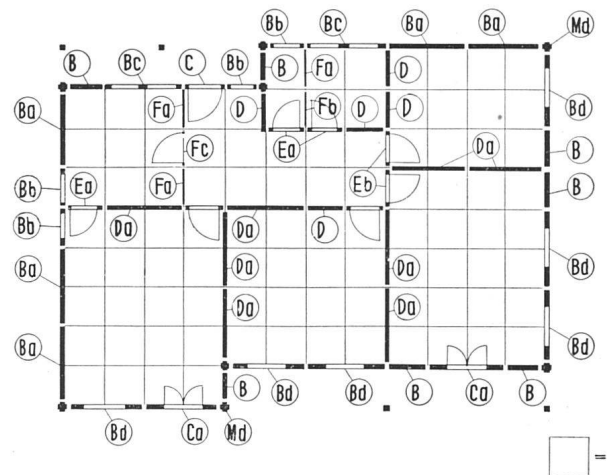 Bb Bc Ba Ba Md
B Bc C Bb B Fa D
Ba Fa D Fb D D Bd
Fc Ea B
Bb Ea Fa Eb Da B
Bb Da Da D
Ba Da Da Bd
Da Da
Ba Bd
B Bd Bd B Ca B
Bd Ca Md
=